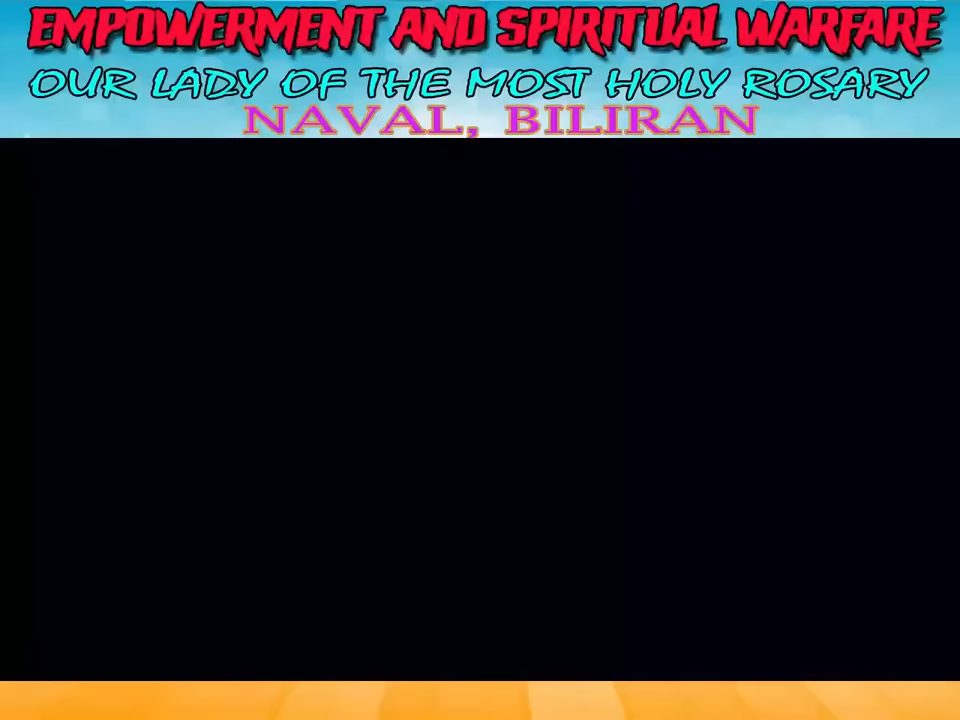 EMPOWERMENT AND SPIRITUAL WARFARE
OUR LADY OF THE MOST HOLY ROSARY
NAVAL, BILIRAN